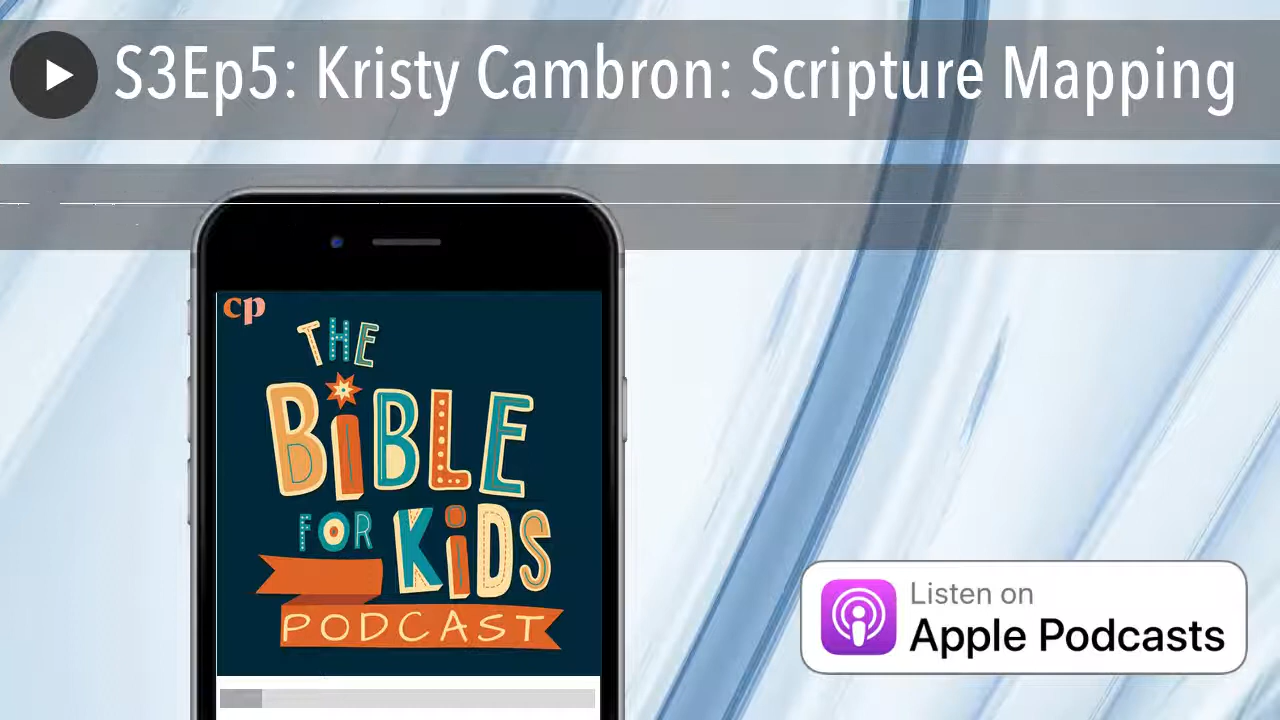 S3Ep5: Kristy Cambron: Scripture Mapping
cp
THE
BiBLE
FOR KiDS
PODCAST
Listen on
Apple Podcasts